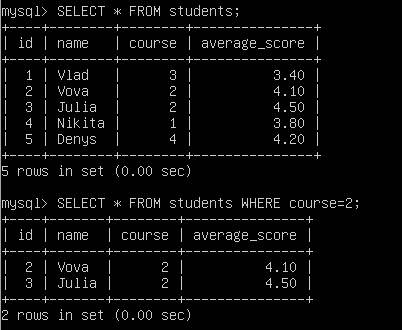 mysql> SELECT * FROM students;
+----+--------+--------+---------------+
| id | name   | course | average_score |
+----+--------+--------+---------------+
|  1 | Vlad   |      3 |          3.40 |
|  2 | Vova   |      2 |          4.10 |
|  3 | Julia  |      2 |          4.50 |
|  4 | Nikita |      1 |          3.80 |
|  5 | Denys  |      4 |          4.20 |
+----+--------+--------+---------------+
5 rows in set (0.00 sec)
mysql> SELECT * FROM students WHERE course=2;
+----+-------+--------+---------------+
| id | name  | course | average_score |
+----+-------+--------+---------------+
|  2 | Vova  |      2 |          4.10 |
|  3 | Julia |      2 |          4.50 |
+----+-------+--------+---------------+
2 rows in set (0.00 sec)